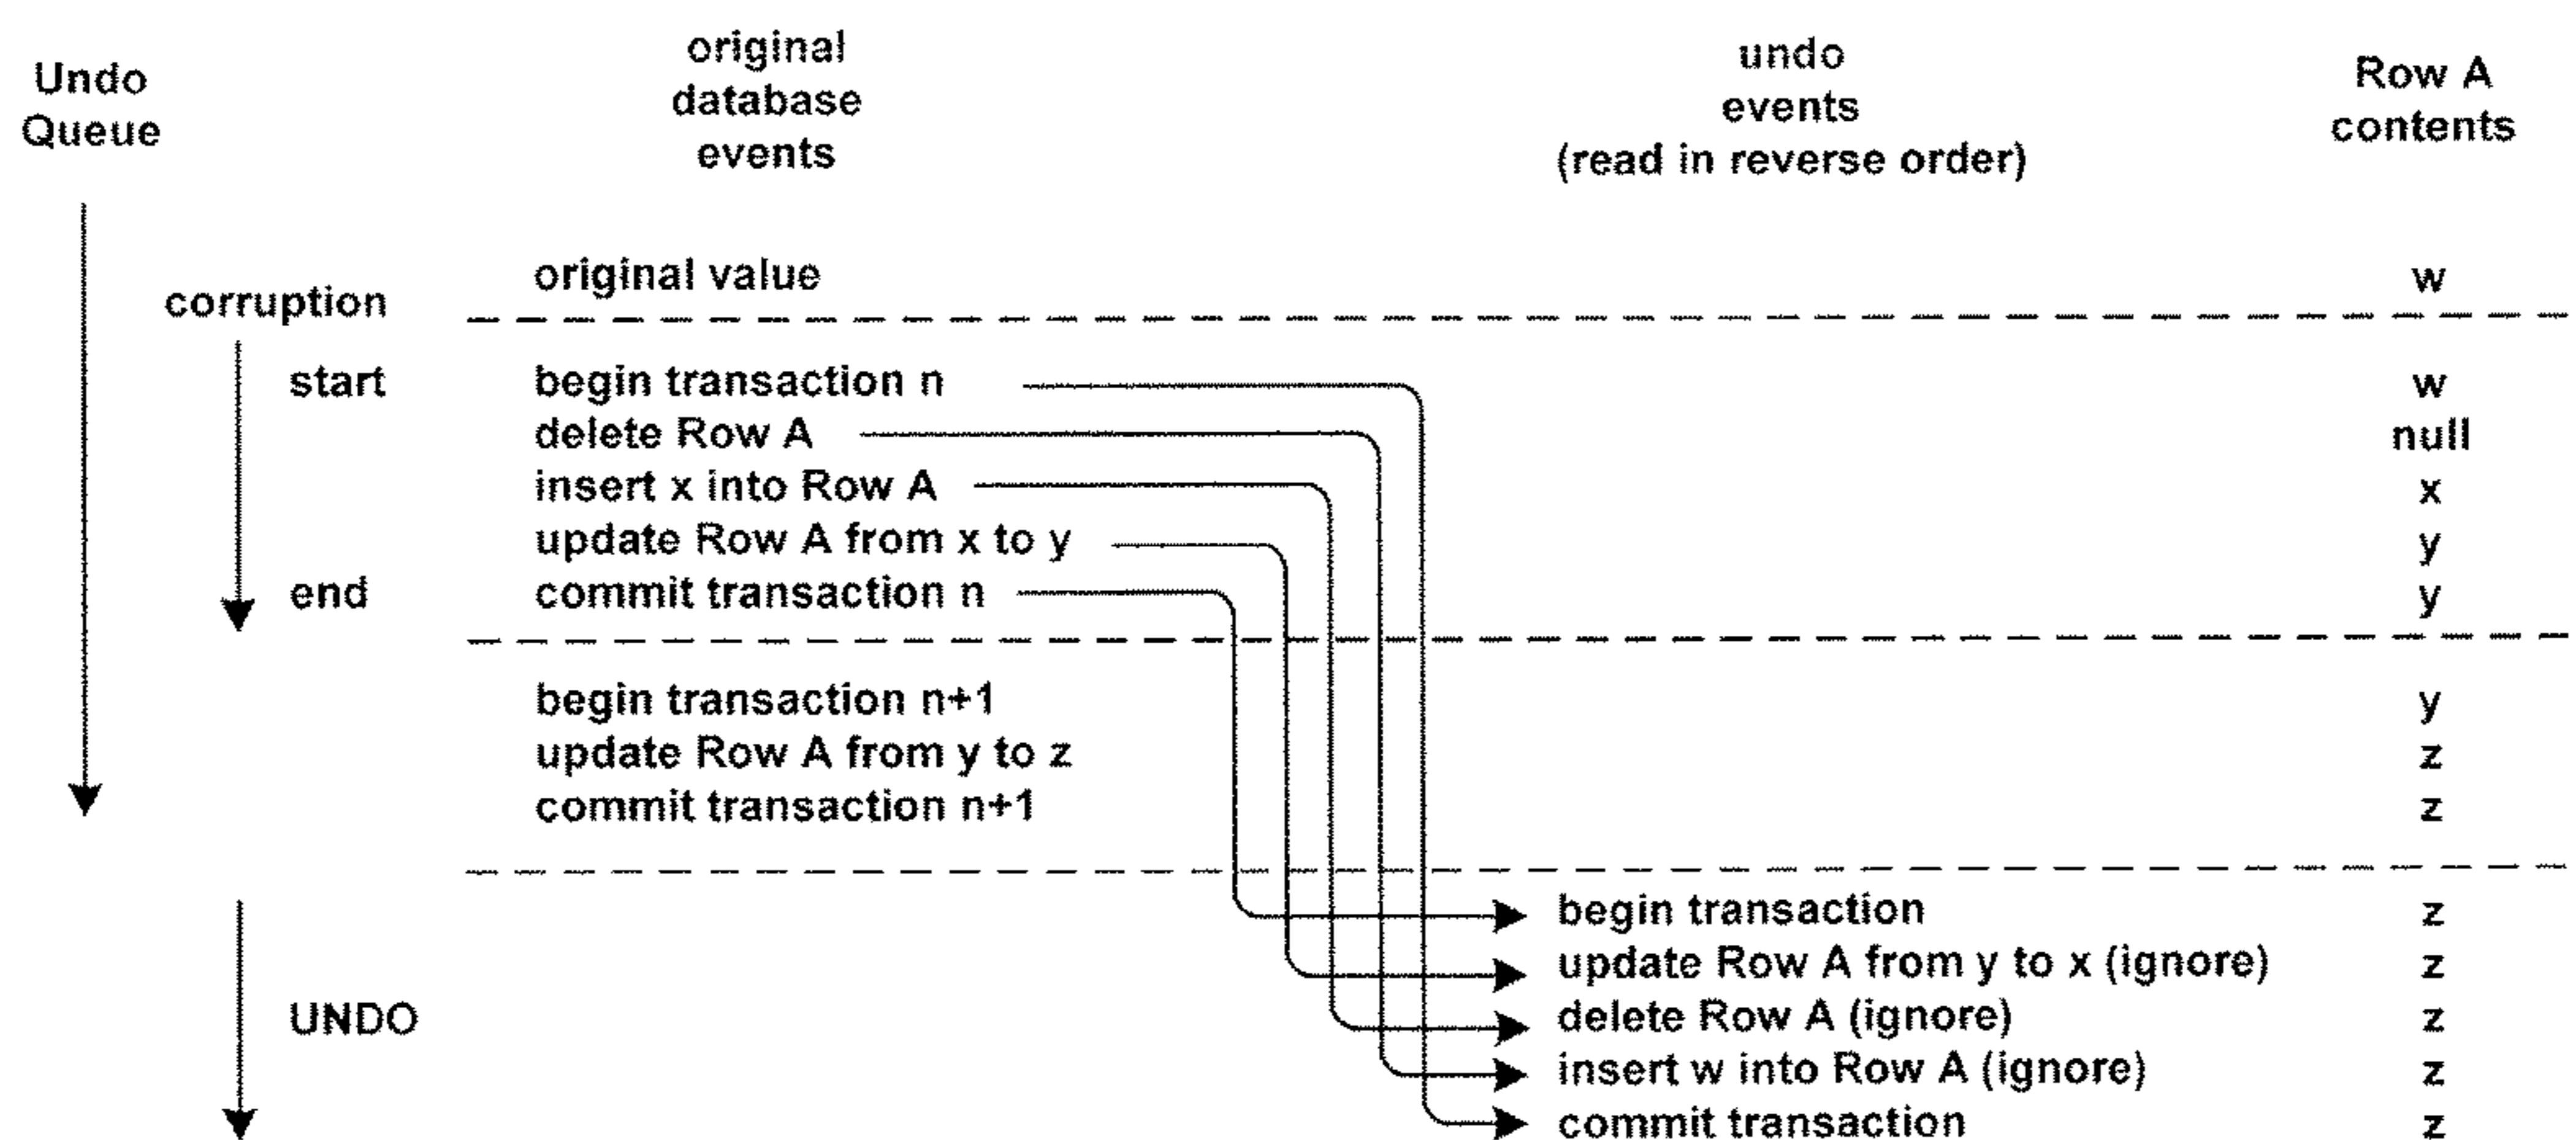 Undo
Queue
original
database
events
undo
events
(read in reverse order)
Row A
contents
original value w
corruption
start begin transaction n w
delete Row A null
insert x into Row A x
update Row A from x to y y
end commit transaction n y
begin transaction n+1 y
update Row A from y to z z
commit transaction n+1 z
begin transaction z
update Row A from y to x (ignore) z
UNDO delete Row A (ignore) z
insert w into Row A (ignore) z
commit transaction z